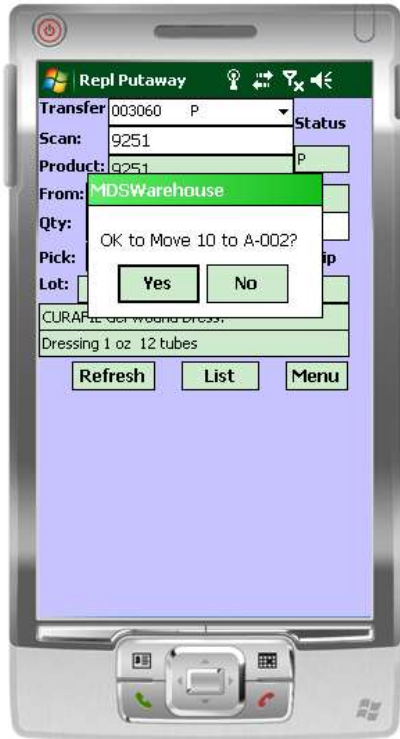 Repl Putaway
Transfer 003060 P
Status
Scan: 9251
Product: 9251
P
From:
MDSWarehouse
Qty:
OK to Move 10 to A-002?
Pick:
Lot:
Yes No
Dressing 1 oz 12 tubes
Refresh List Menu